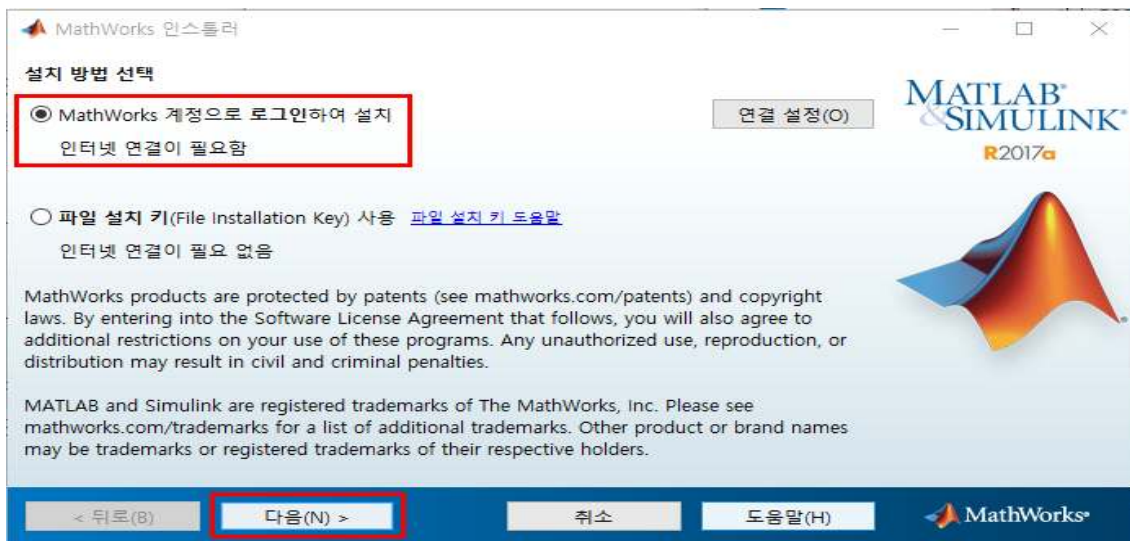 MathWorks 인스톨러
설치 방법 선택
MathWorks 계정으로 로그인하여 설치
연결 설정(O)
인터넷 연결이 필요함
MATLAB®
&SIMULINK®
R2017a
파일 설치 키(File Installation Key) 사용 파일 설치 키 도움말
인터넷 연결이 필요 없음
MathWorks products are protected by patents (see mathworks.com/patents) and copyright
laws. By entering into the Software License Agreement that follows, you will also agree to
additional restrictions on your use of these programs. Any unauthorized use, reproduction, or
distribution may result in civil and criminal penalties.
MATLAB and Simulink are registered trademarks of The MathWorks, Inc. Please see
mathworks.com/trademarks for a list of additional trademarks. Other product or brand names
may be trademarks or registered trademarks of their respective holders.
< 뒤로(B) 다음(N) > 취소 도움말(H) MathWorks®